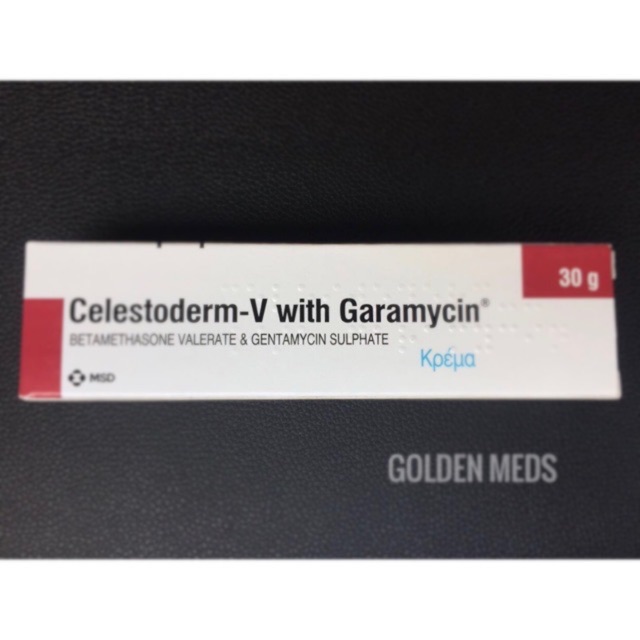 30 g
Celestoderm-V with Garamycin®
BETAMETHASONE VALERATE & GENTAMYCIN SULPHATE
Κρέμα
MSD
GOLDEN MEDS